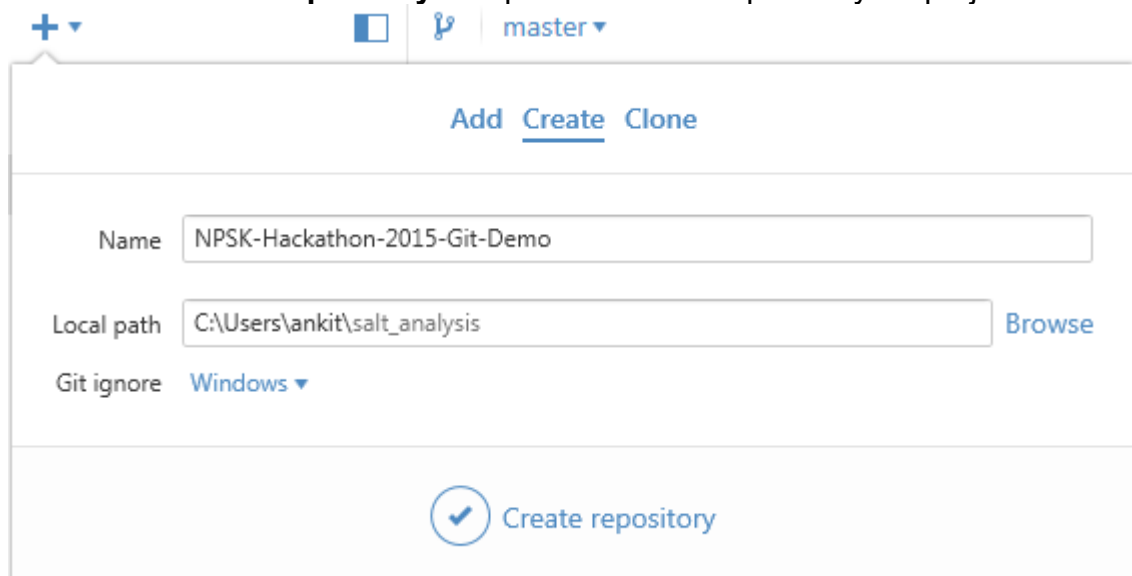 master
Add Create Clone
Name NPSK-Hackathon-2015-Git-Demo
Local path C:\Users\ankit\salt_analysis Browse
Git ignore Windows
Create repository